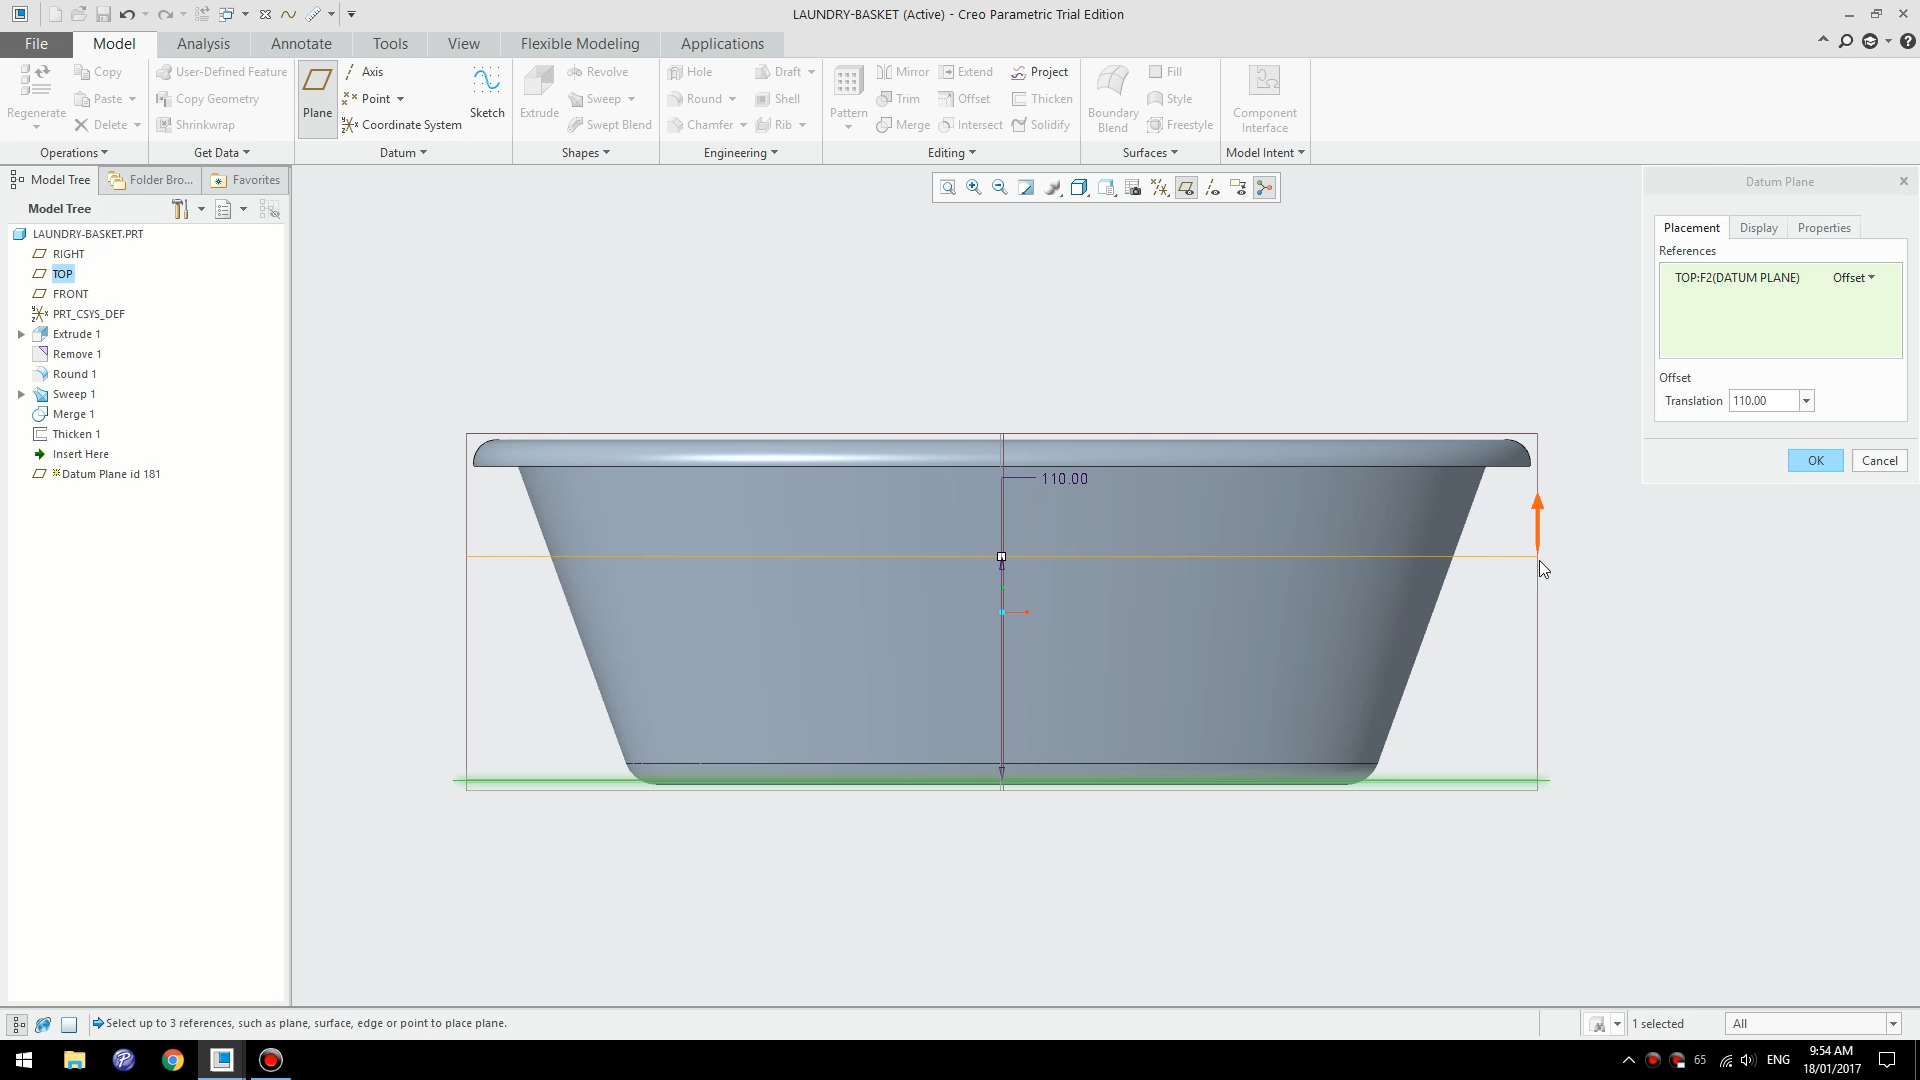 LAUNDRY-BASKET (Active) - Creo Parametric Trial Edition
File Model Analysis Annotate Tools View Flexible Modeling Applications
Regenerate
Copy
Paste
Delete
Operations
User-Defined Feature
Copy Geometry
Shrinkwrap
Get Data
Plane
Axis
Point
Coordinate System
Sketch
Datum
Extrude
Revolve
Sweep
Swept Blend
Shapes
Hole
Round
Chamfer
Draft
Shell
Rib
Engineering
Pattern
Mirror
Trim
Merge
Extend
Offset
Intersect
Project
Thicken
Solidify
Editing
Boundary
Blend
Fill
Style
Freestyle
Surfaces
Component
Interface
Model Intent
Model Tree Folder Bro... Favorites
Model Tree
LAUNDRY-BASKET.PRT
RIGHT
TOP
FRONT
PRT_CSYS_DEF
Extrude 1
Remove 1
Round 1
Sweep 1
Merge 1
Thicken 1
Insert Here
Datum Plane id 181
110.00
Datum Plane
Placement Display Properties
References
TOP:F2(DATUM PLANE) Offset
Offset
Translation 110.00
OK Cancel
Select up to 3 references, such as plane, surface, edge or point to place plane.
1 selected
All
65
ENG
9:54 AM
18/01/2017